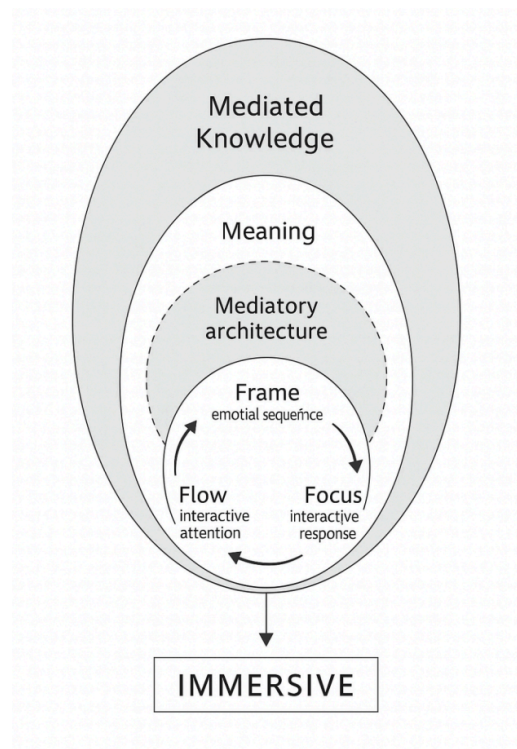 Mediated
Knowledge
Meaning
Mediatory
architecture
Frame
emotial sequence
Flow
interactive
attention
Focus
interactive
response
IMMERSIVE